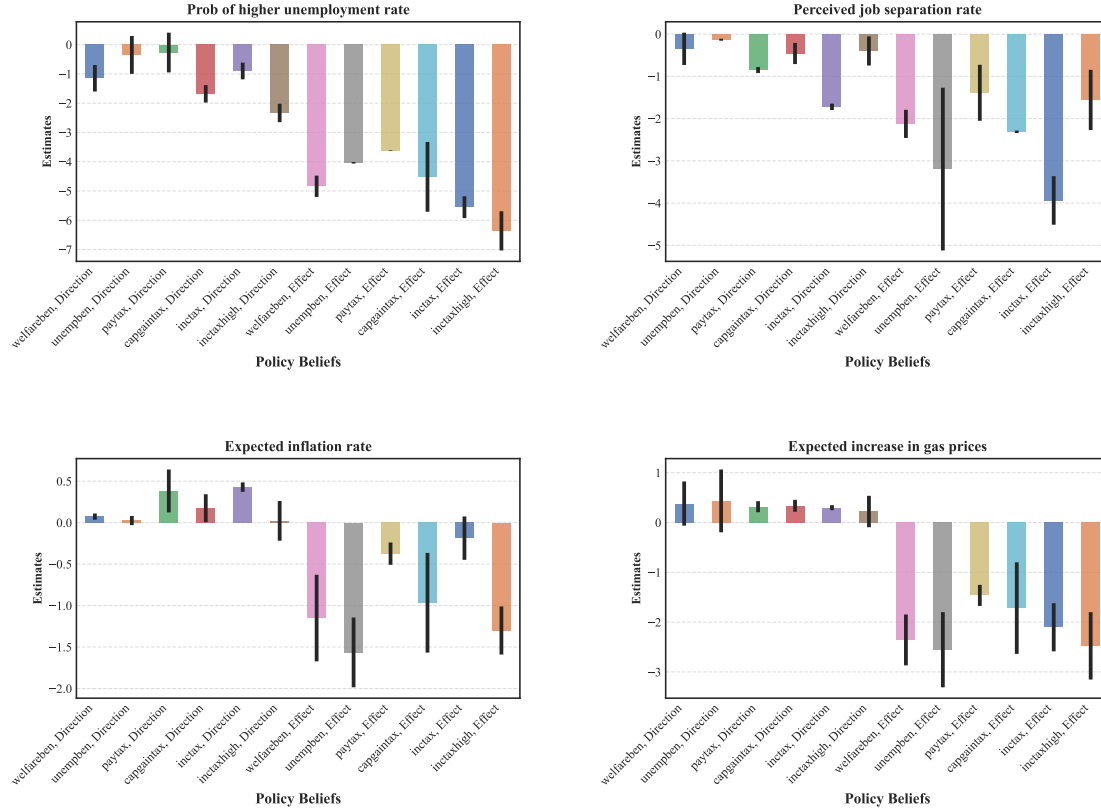 Prob of higher unemployment rate
0
−1
−2
−3
−4
−5
−6
−7
Estimates
welfareben, Direction
unempben, Direction
paytax, Direction
capgaintax, Direction
inctax, Direction
inctaxhigh, Direction
welfareben, Effect
unempben, Effect
paytax, Effect
capgaintax, Effect
inctax, Effect
inctaxhigh, Effect
Policy Beliefs
Perceived job separation rate
0
−1
−2
−3
−4
−5
Estimates
welfareben, Direction
unempben, Direction
paytax, Direction
capgaintax, Direction
inctax, Direction
inctaxhigh, Direction
welfareben, Effect
unempben, Effect
paytax, Effect
capgaintax, Effect
inctax, Effect
inctaxhigh, Effect
Policy Beliefs
Expected inflation rate
0.5
0.0
−0.5
−1.0
−1.5
−2.0
Estimates
welfareben, Direction
unempben, Direction
paytax, Direction
capgaintax, Direction
inctax, Direction
inctaxhigh, Direction
welfareben, Effect
unempben, Effect
paytax, Effect
capgaintax, Effect
inctax, Effect
inctaxhigh, Effect
Policy Beliefs
Expected increase in gas prices
1
0
−1
−2
−3
Estimates
welfareben, Direction
unempben, Direction
paytax, Direction
capgaintax, Direction
inctax, Direction
inctaxhigh, Direction
welfareben, Effect
unempben, Effect
paytax, Effect
capgaintax, Effect
inctax, Effect
inctaxhigh, Effect
Policy Beliefs